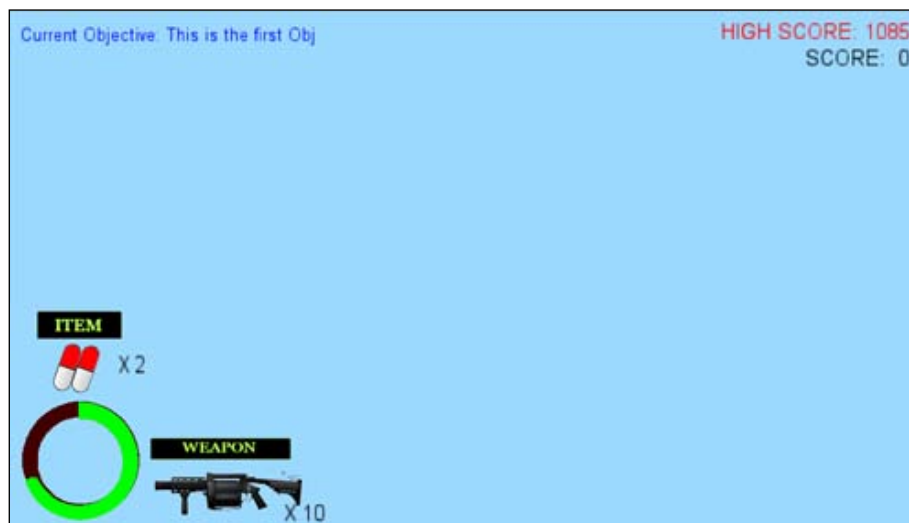 Current Objective: This is the first Obj
HIGH SCORE: 1085
SCORE: 0
ITEM
X 2
WEAPON
X 10